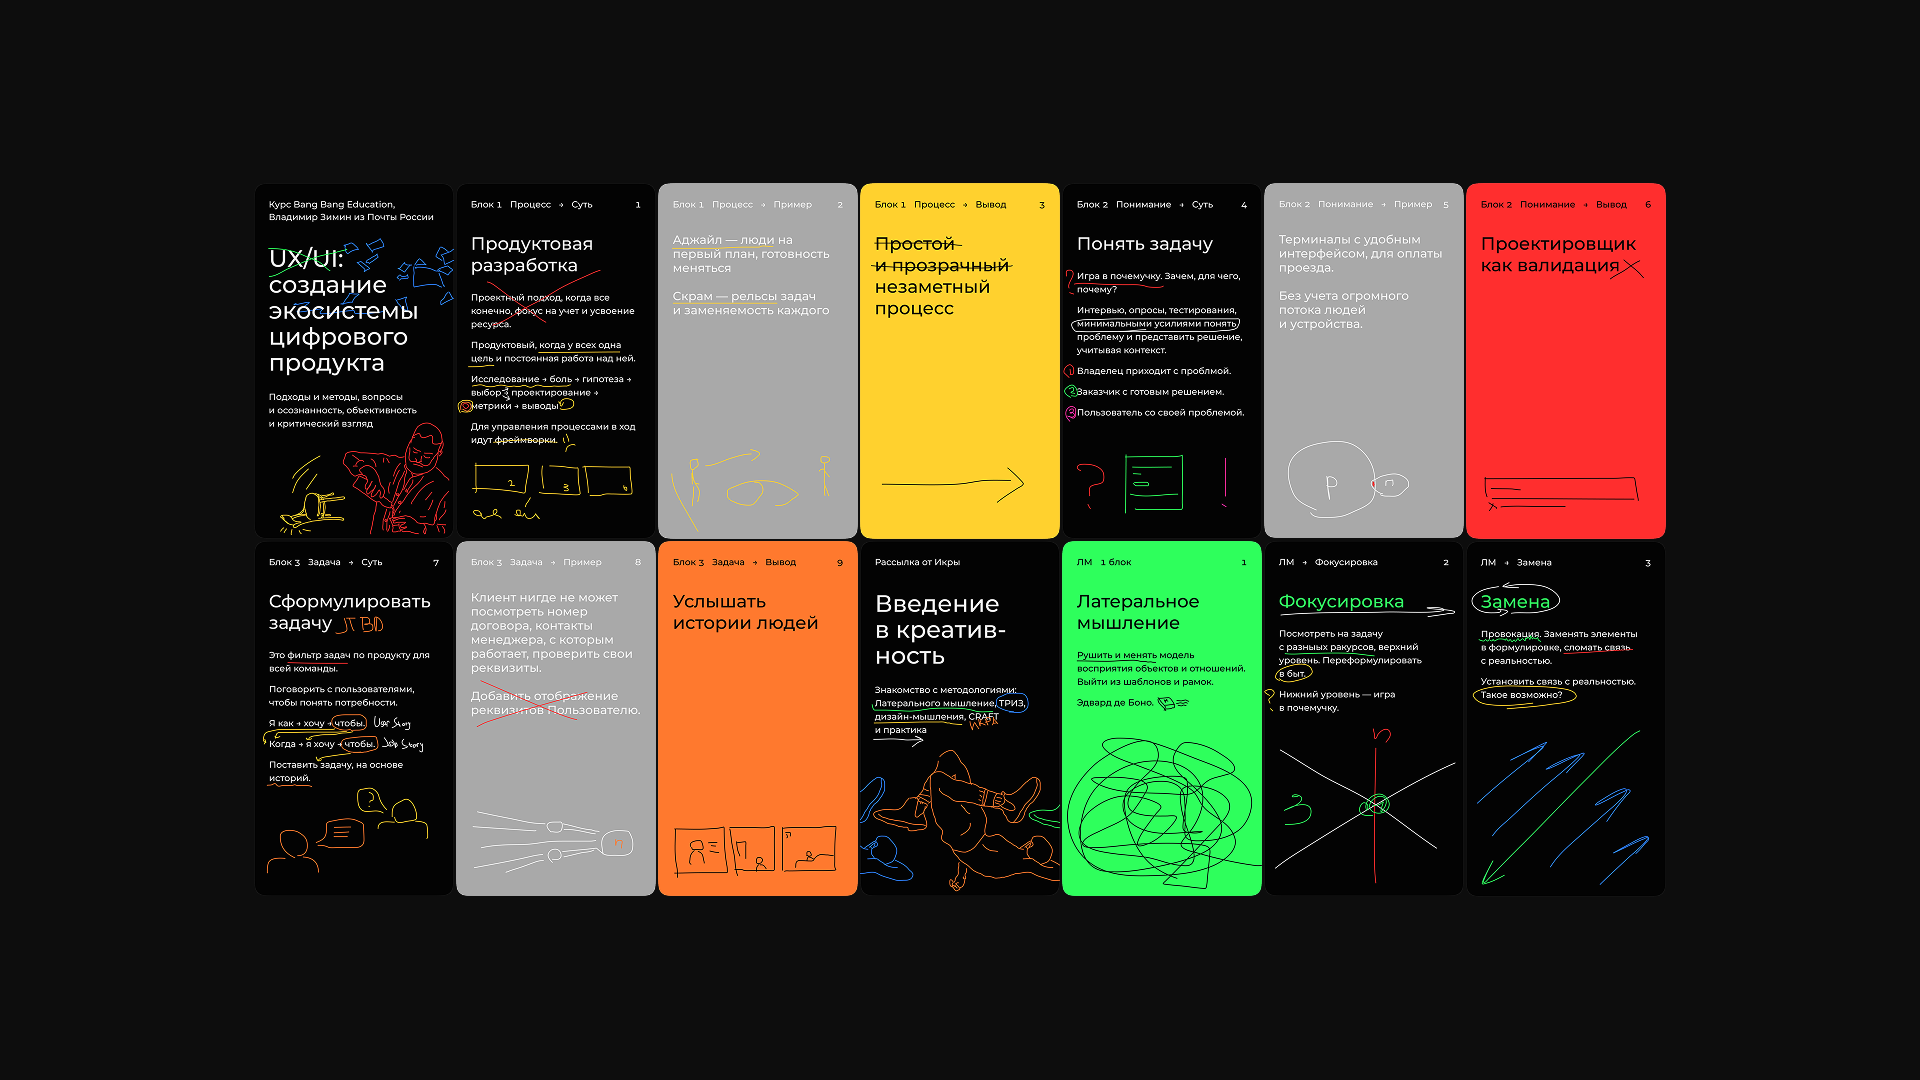 Курс Bang Bang Education,
Владимир Зимин из Почты России
UX/UI:
создание
экосистемы
цифрового
продукта
Подходы и методы, вопросы
и осознанность, объективность
и критический взгляд
Блок 1 Процесс → Суть 1
Продуктовая
разработка
Проектный подход, когда все
конечно, фокус на учет и усвоение
ресурса.
Продуктовый, когда у всех одна
цель и постоянная работа над ней.
Исследование → боль → гипотеза →
выбор → проектирование →
метрики → выводы
Для управления процессами в ход
идут фреймворки.
2
3
Блок 1 Процесс → Пример 2
Аджайл — люди на
первый план, готовность
меняться
Скрам — рельсы задач
и заменяемость каждого
Блок 1 Процесс → Вывод 3
Простой
и прозрачный
незаметный
процесс
Блок 2 Понимание → Суть 4
Понять задачу
? Игра в почемучку. Зачем, для чего,
почему?
Интервью, опросы, тестирования,
минимальными усилиями понять
проблему и представить решение,
учитывая контекст.
1 Владелец приходит с проблмой.
2 Заказчик с готовым решением.
3 Пользователь со своей проблемой.
? !
Блок 2 Понимание → Пример 5
Терминалы с удобным
интерфейсом, для оплаты
проезда.
Без учета огромного
потока людей
и устройства.
Р п
Блок 2 Понимание → Вывод 6
Проектировщик
как валидация
Блок 3 Задача → Суть 7
Сформулировать
задачу JTBD
Это фильтр задач по продукту для
всей команды.
Поговорить с пользователями,
чтобы понять потребности.
Я как → хочу → чтобы. User Story
Когда → я хочу → чтобы. Job Story
Поставить задачу, на основе
историй.
?
Блок 3 Задача → Пример 8
Клиент нигде не может
посмотреть номер
договора, контакты
менеджера, с которым
работает, проверить свои
реквизиты.
Добавить отображение
реквизитов Пользователю.
п
Блок 3 Задача → Вывод 9
Услышать
истории людей
Рассылка от Икры
Введение
в креатив-
ность
Знакомство с методологиями:
Латерального мышление, ТРИЗ,
дизайн-мышления, CRAFT
ИКРА
и практика
ЛМ 1 блок 1
Латеральное
мышление
Рушить и менять модель
восприятия объектов и отношений.
Выйти из шаблонов и рамок.
Эдвард де Боно.
ЛМ → Фокусировка 2
Фокусировка
Посмотреть на задачу
с разныых ракурсов, верхний
уровень. Переформулировать
в быт.
? Нижний уровень — игра
в почемучку.
п
З
ЛМ → Замена 3
Замена
Провокация. Заменять элементы
в формулировке, сломать связь
с реальностью.
Установить связь с реальностью.
Такое возможно?